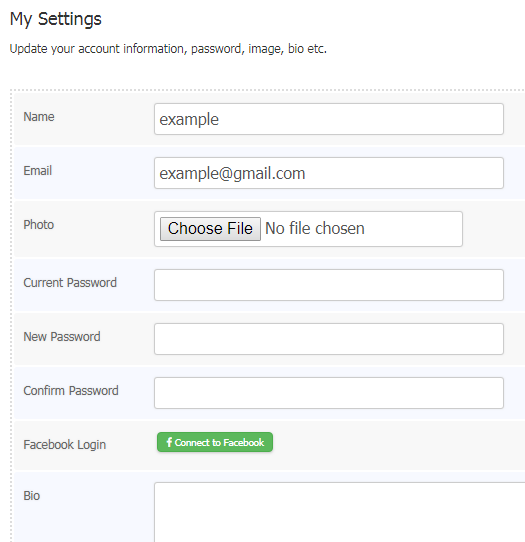 My Settings
Update your account information, password, image, bio etc.
Name
example
Email
example@gmail.com
Photo
Choose File No file chosen
Current Password
New Password
Confirm Password
Facebook Login
f Connect to Facebook
Bio